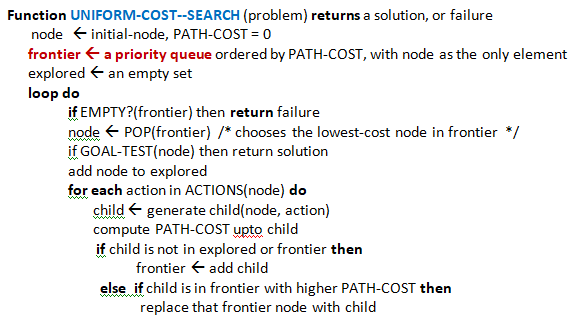 Function UNIFORM-COST--SEARCH (problem) returns a solution, or failure
node ← initial-node, PATH-COST = 0
frontier ← a priority queue ordered by PATH-COST, with node as the only element
explored ← an empty set
loop do
if EMPTY?(frontier) then return failure
node ← POP(frontier) /* chooses the lowest-cost node in frontier */
if GOAL-TEST(node) then return solution
add node to explored
for each action in ACTIONS(node) do
child ← generate child(node, action)
compute PATH-COST upto child
if child is not in explored or frontier then
frontier ← add child
else if child is in frontier with higher PATH-COST then
replace that frontier node with child